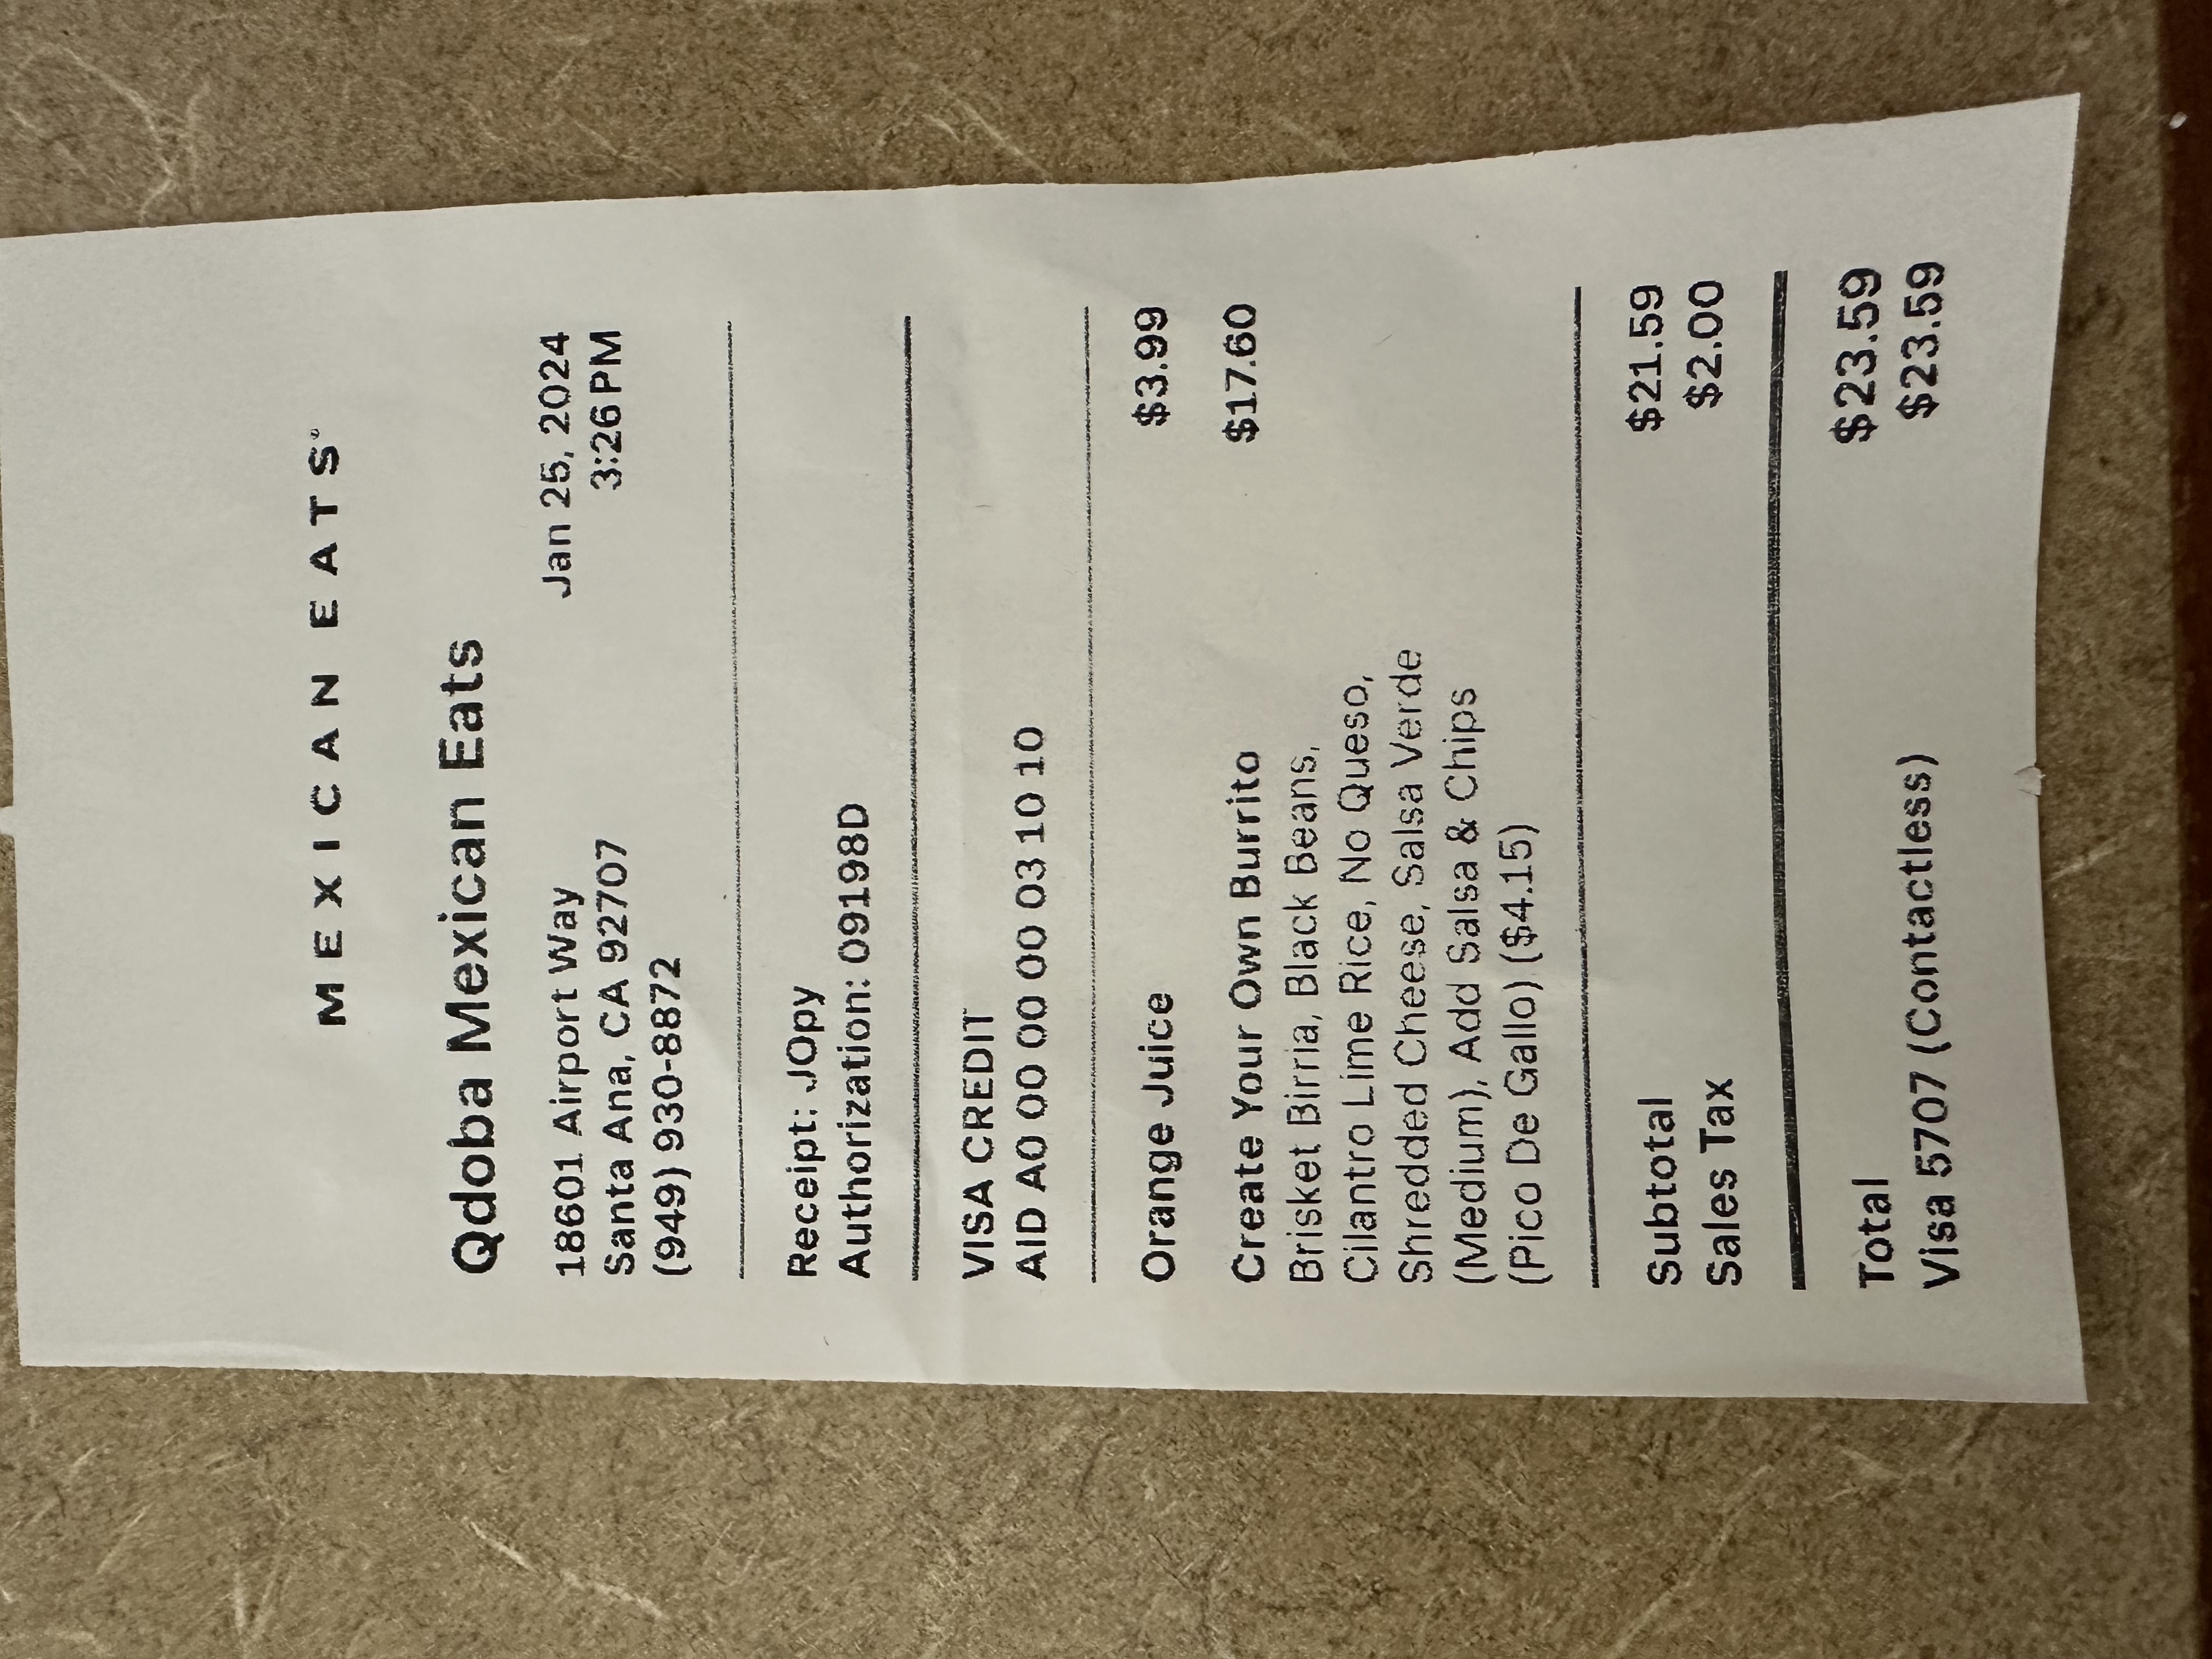 MEXICAN EATS®
Qdoba Mexican Eats
18601 Airport Way
Jan 25, 2024
Santa Ana, CA 92707
3:26 PM
(949) 930-8872
Receipt: JOpy
Authorization: 09198D
VISA CREDIT
AID A0 00 00 00 03 10 10
Orange Juice $3.99
Create Your Own Burrito $17.60
Brisket Birria, Black Beans,
Cilantro Lime Rice, No Queso,
Shredded Cheese, Salsa Verde
(Medium), Add Salsa & Chips
(Pico De Gallo) ($4.15)
Subtotal $21.59
Sales Tax $2.00
Total $23.59
Visa 5707 (Contactless) $23.59